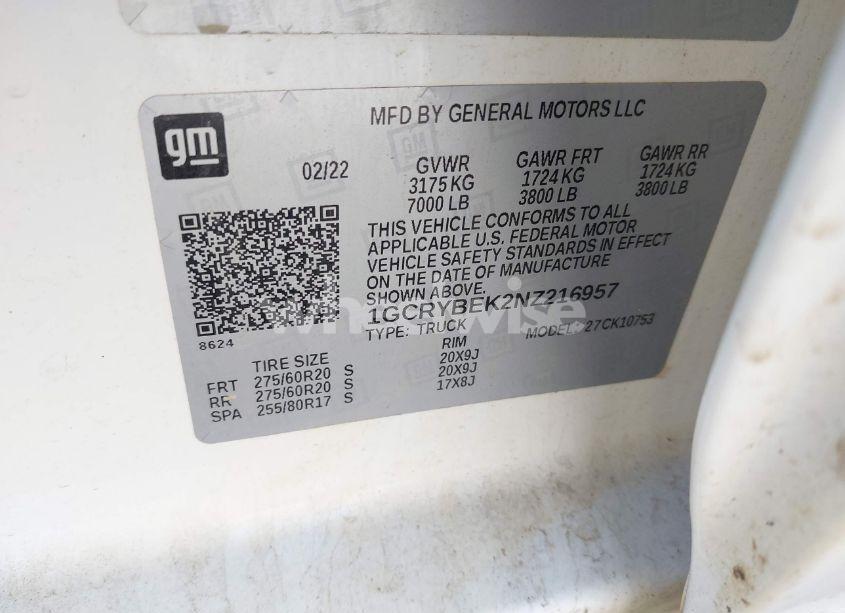 gm
MFD BY GENERAL MOTORS LLC
02/22 GVWR GAWR FRT GAWR RR
3175 KG 1724 KG 1724 KG
7000 LB 3800 LB 3800 LB
THIS VEHICLE CONFORMS TO ALL
APPLICABLE U.S. FEDERAL MOTOR
VEHICLE SAFETY STANDARDS IN EFFECT
ON THE DATE OF MANUFACTURE
SHOWN ABOVE.
1GCRYBEK2NZ216957
TYPE: TRUCK MODEL: 27CK10753
8624
TIRE SIZE RIM
FRT 275/60R20 S 20X9J
RR 275/60R20 S 20X9J
SPA 255/80R17 S 17X8J